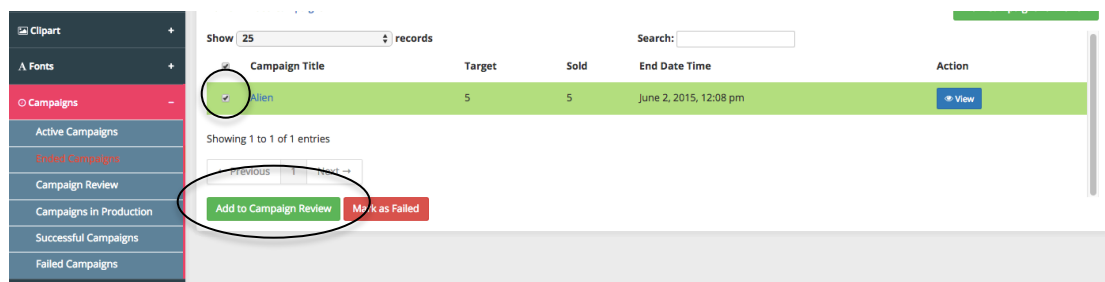 Clipart +
Fonts +
Campaigns −
Active Campaigns
Ended Campaigns
Campaign Review
Campaigns in Production
Successful Campaigns
Failed Campaigns
Show 25 records
Search:
Campaign Title Target Sold End Date Time Action
Alien 5 5 June 2, 2015, 12:08 pm View
Showing 1 to 1 of 1 entries
← Previous 1 Next →
Add to Campaign Review Mark as Failed